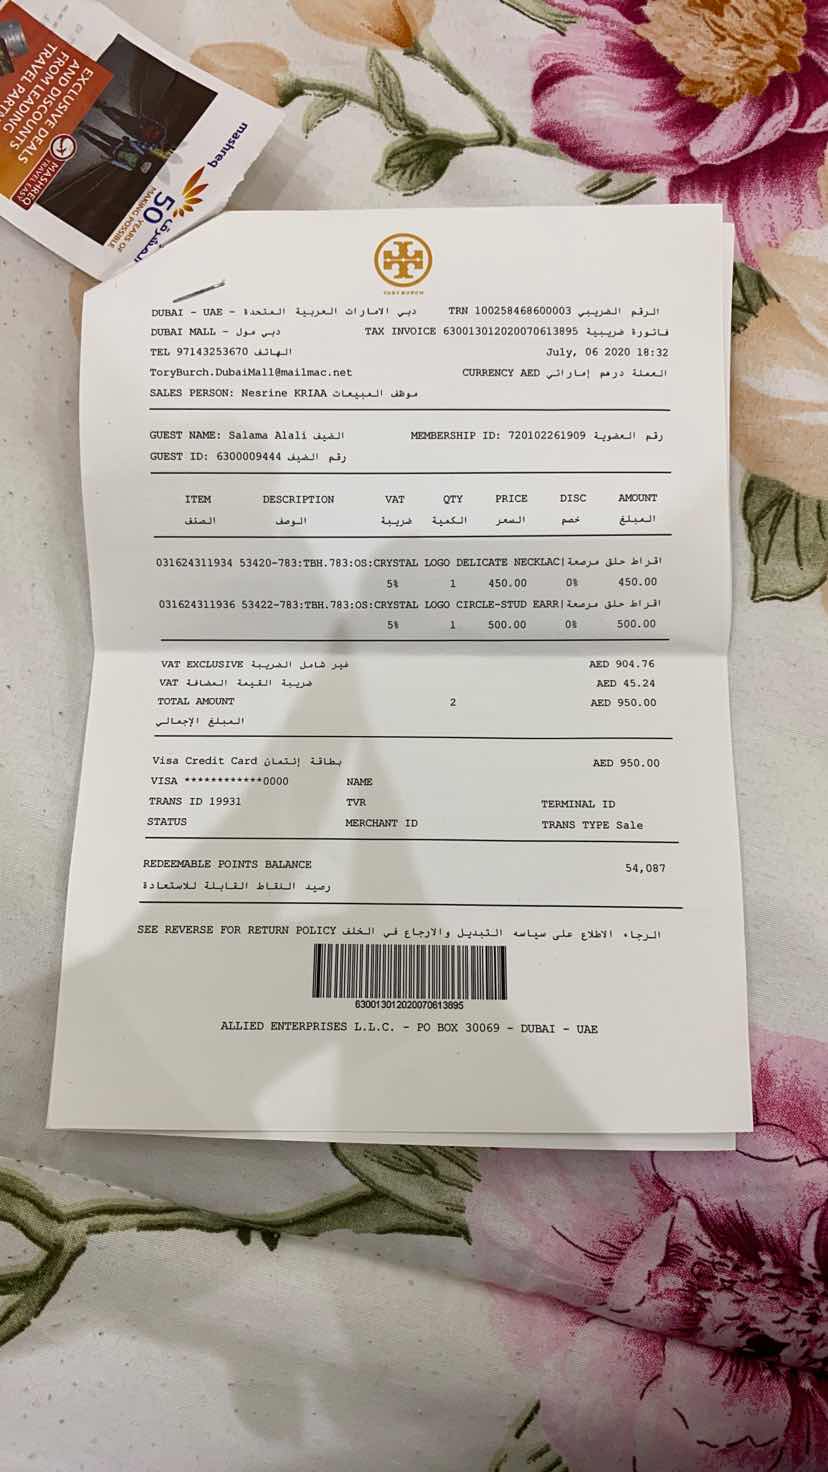 EXCLUSIVE DEALS
AND DISCOUNTS
FROM LEADING
MASHREQ
TRAVEL EASY
mashreq
المشرق
50
YEARS OF
MAKING POSSIBLE
TORY BURCH
DUBAI - UAE - دبي الامارات العربية المتحدة TRN 100258468600003 الرقم الضريبي
DUBAI MALL - دبي مول TAX INVOICE 630013012020070613895 فاتورة ضريبية
TEL 97143253670 الهاتف July, 06 2020 18:32
ToryBurch.DubaiMall@mailmac.net CURRENCY AED العملة درهم إماراتي
SALES PERSON: Nesrine KRIAA موظف المبيعات
GUEST NAME: Salama Alali الضيف MEMBERSHIP ID: 720102261909 رقم العضوية
GUEST ID: 6300009444 رقم الضيف
ITEM DESCRIPTION VAT QTY PRICE DISC AMOUNT
الصنف الوصف ضريبة الكمية السعر خصم المبلغ
031624311934 53420-783:TBH.783:OS:CRYSTAL LOGO DELICATE NECKLAC|اقراط حلق مرصعة
5% 1 450.00 0% 450.00
031624311936 53422-783:TBH.783:OS:CRYSTAL LOGO CIRCLE-STUD EARR|اقراط حلق مرصعة
5% 1 500.00 0% 500.00
VAT EXCLUSIVE غير شامل الضريبة AED 904.76
VAT ضريبة القيمة المضافة AED 45.24
TOTAL AMOUNT 2 AED 950.00
المبلغ الإجمالي
Visa Credit Card بطاقة إئتمان AED 950.00
VISA ************0000 NAME
TRANS ID 19931 TVR TERMINAL ID
STATUS MERCHANT ID TRANS TYPE Sale
REDEEMABLE POINTS BALANCE 54,087
رصيد النقاط القابلة للاستعادة
SEE REVERSE FOR RETURN POLICY الرجاء الاطلاع على سياسه التبديل والارجاع في الخلف
630013012020070613895
ALLIED ENTERPRISES L.L.C. - PO BOX 30069 - DUBAI - UAE